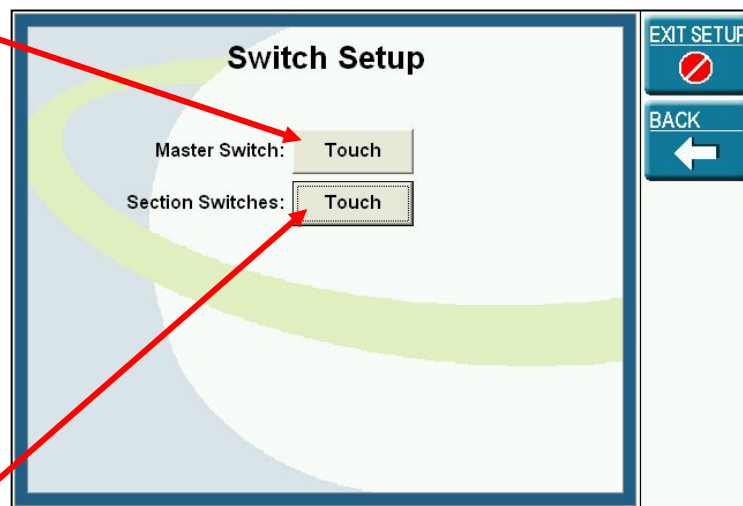 Switch Setup
Master Switch: Touch
Section Switches: Touch
EXIT SETUP
BACK